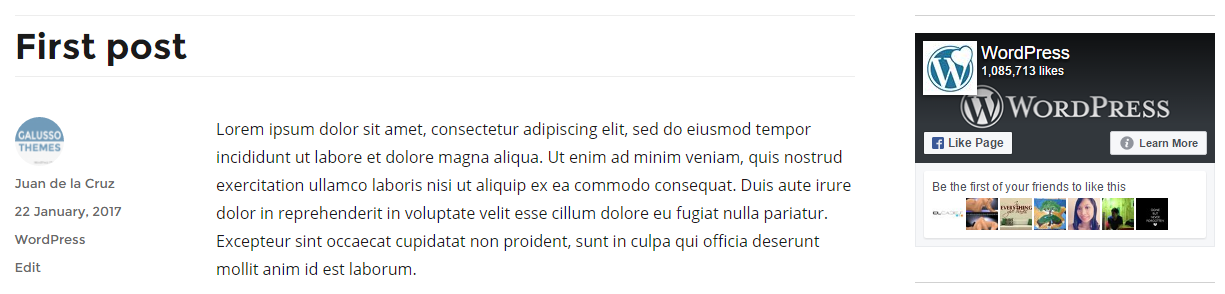 First post
GALUSSO
THEMES
Juan de la Cruz
22 January, 2017
WordPress
Edit
Lorem ipsum dolor sit amet, consectetur adipiscing elit, sed do eiusmod tempor
incididunt ut labore et dolore magna aliqua. Ut enim ad minim veniam, quis nostrud
exercitation ullamco laboris nisi ut aliquip ex ea commodo consequat. Duis aute irure
dolor in reprehenderit in voluptate velit esse cillum dolore eu fugiat nulla pariatur.
Excepteur sint occaecat cupidatat non proident, sunt in culpa qui officia deserunt
mollit anim id est laborum.
WordPress
1,085,713 likes
WORDPRESS
Like Page
Learn More
Be the first of your friends to like this
EVERYTHING